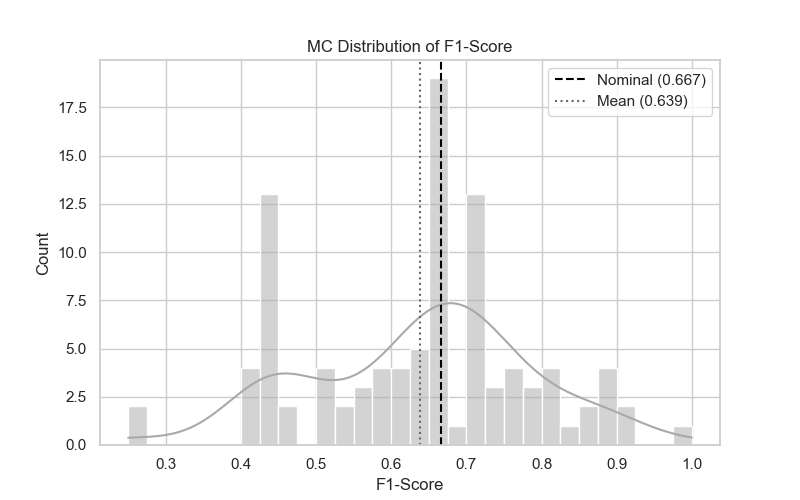 MC Distribution of F1-Score
Nominal (0.667)
Mean (0.639)
Count
17.5
15.0
12.5
10.0
7.5
5.0
2.5
0.0
0.3 0.4 0.5 0.6 0.7 0.8 0.9 1.0
F1-Score